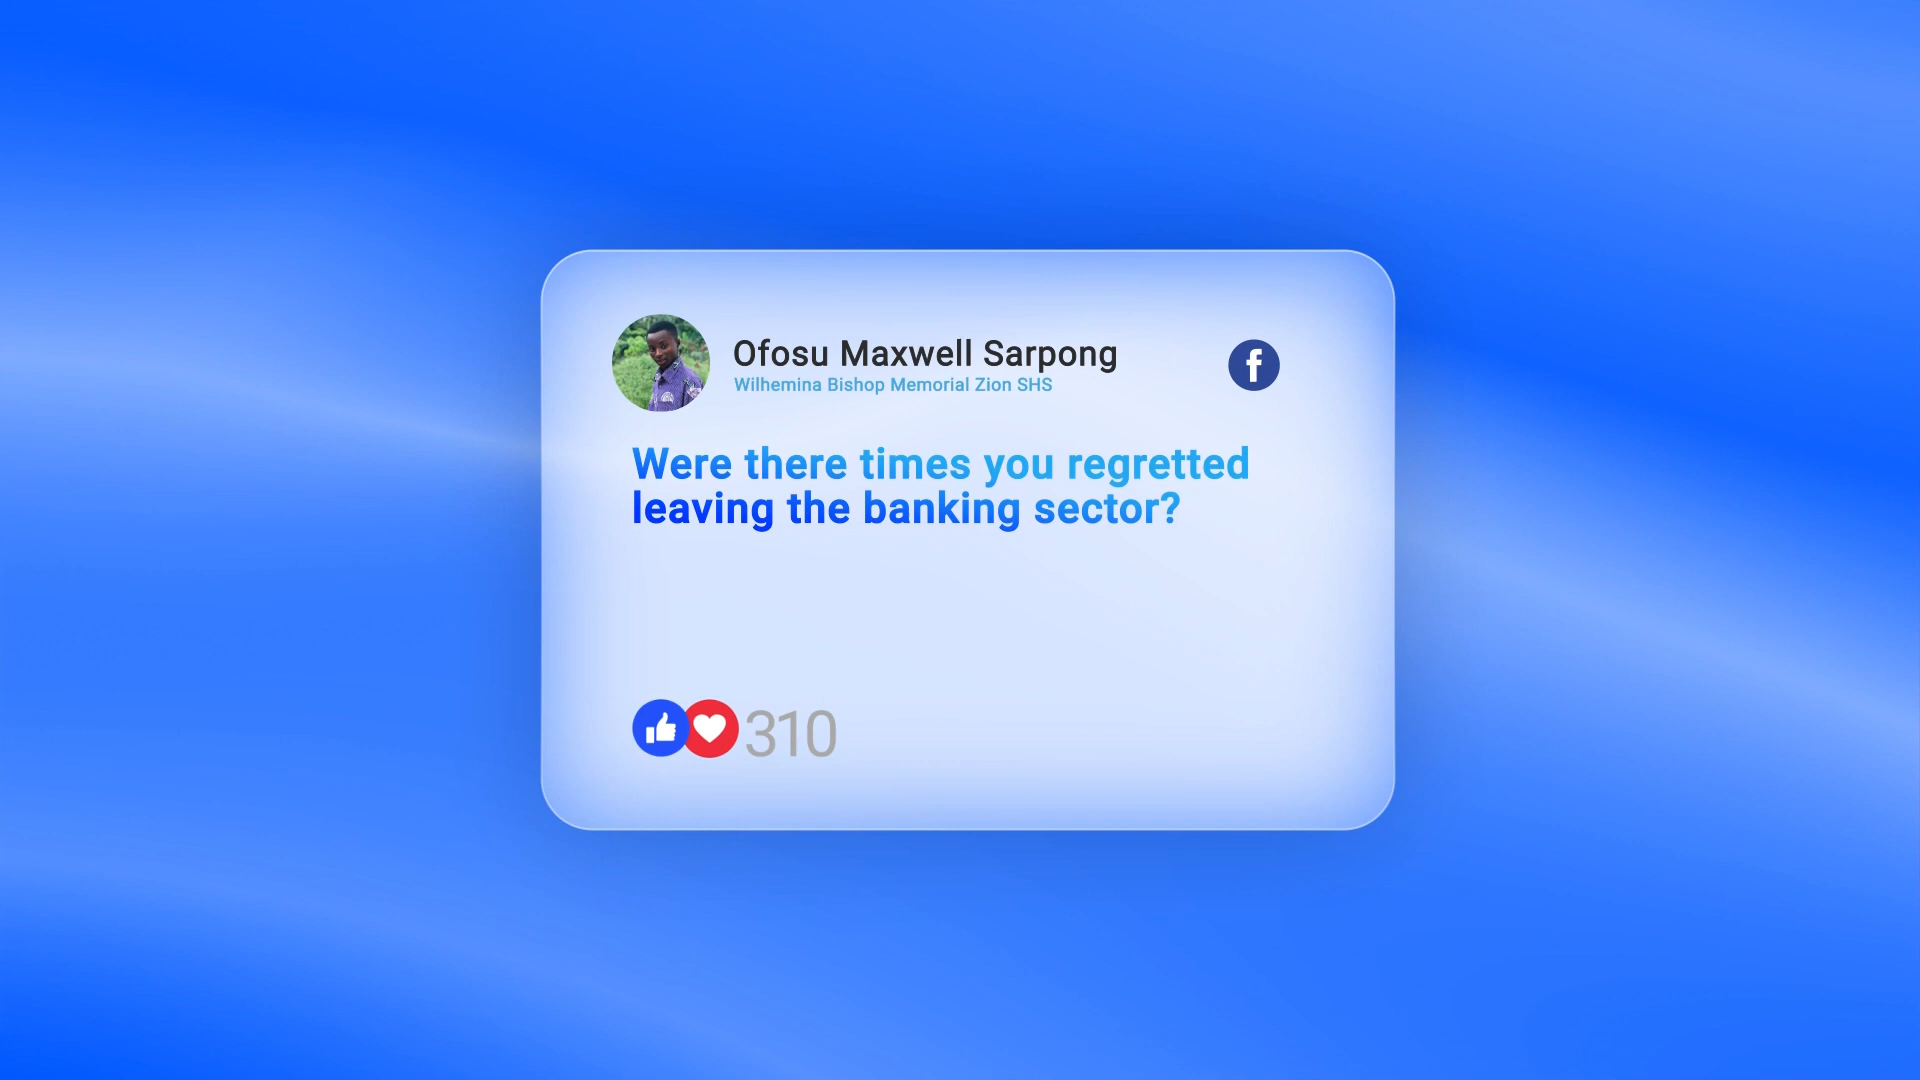 Ofosu Maxwell Sarpong
Wilhemina Bishop Memorial Zion SHS
Were there times you regretted
leaving the banking sector?
310